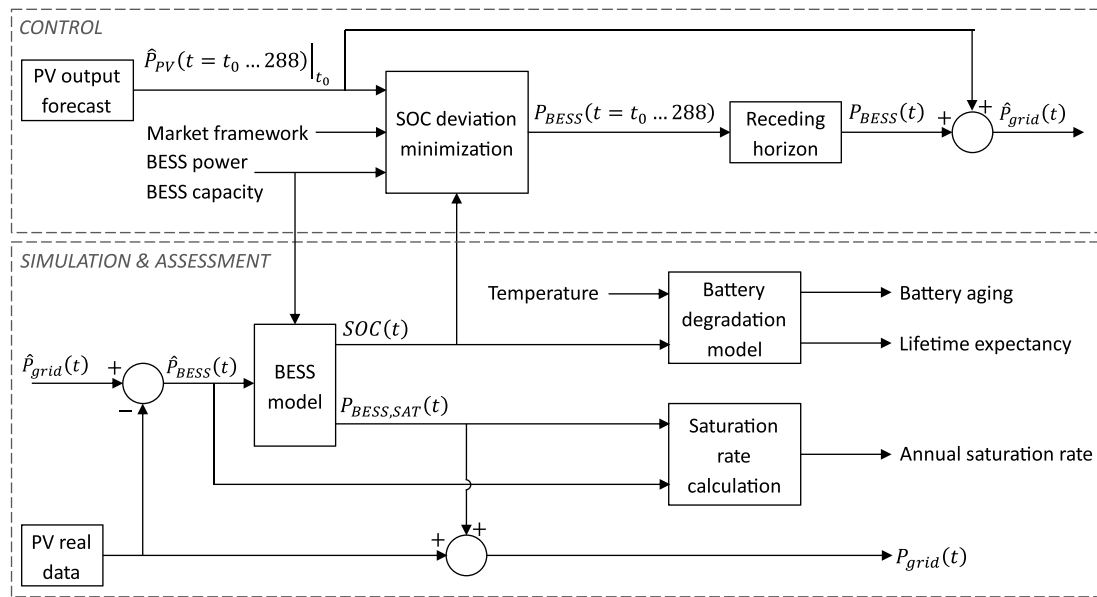 CONTROL
PV output
forecast
P̂_PV(t = t_0 … 288)|_t_0
Market framework
BESS power
BESS capacity
SOC deviation
minimization
P_BESS(t = t_0 … 288)
Receding
horizon
P_BESS(t)
+
+
P̂_grid(t)
SIMULATION & ASSESSMENT
Temperature
Battery
degradation
model
Battery aging
Lifetime expectancy
P̂_grid(t)
+
−
P̂_BESS(t)
BESS
model
SOC(t)
P_BESS,SAT(t)
Saturation
rate
calculation
Annual saturation rate
PV real
data
+
+
P_grid(t)